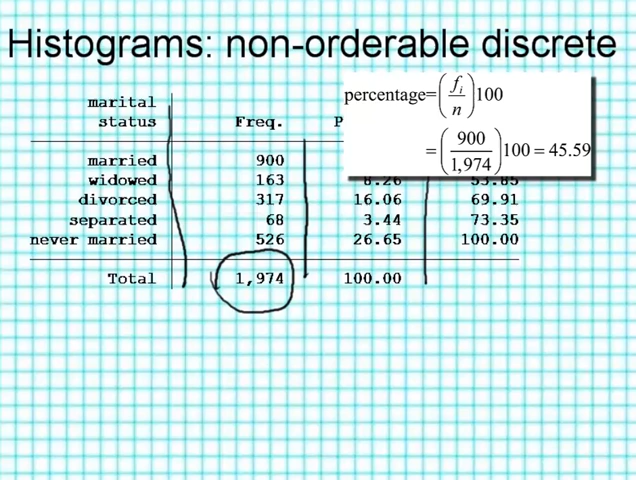 Histograms: non-orderable discrete
marital
status Freq. P
percentage=(fi/n)100
=(900/1,974)100 = 45.59
married 900
widowed 163 8.26 53.85
divorced 317 16.06 69.91
separated 68 3.44 73.35
never married 526 26.65 100.00
Total 1,974 100.00